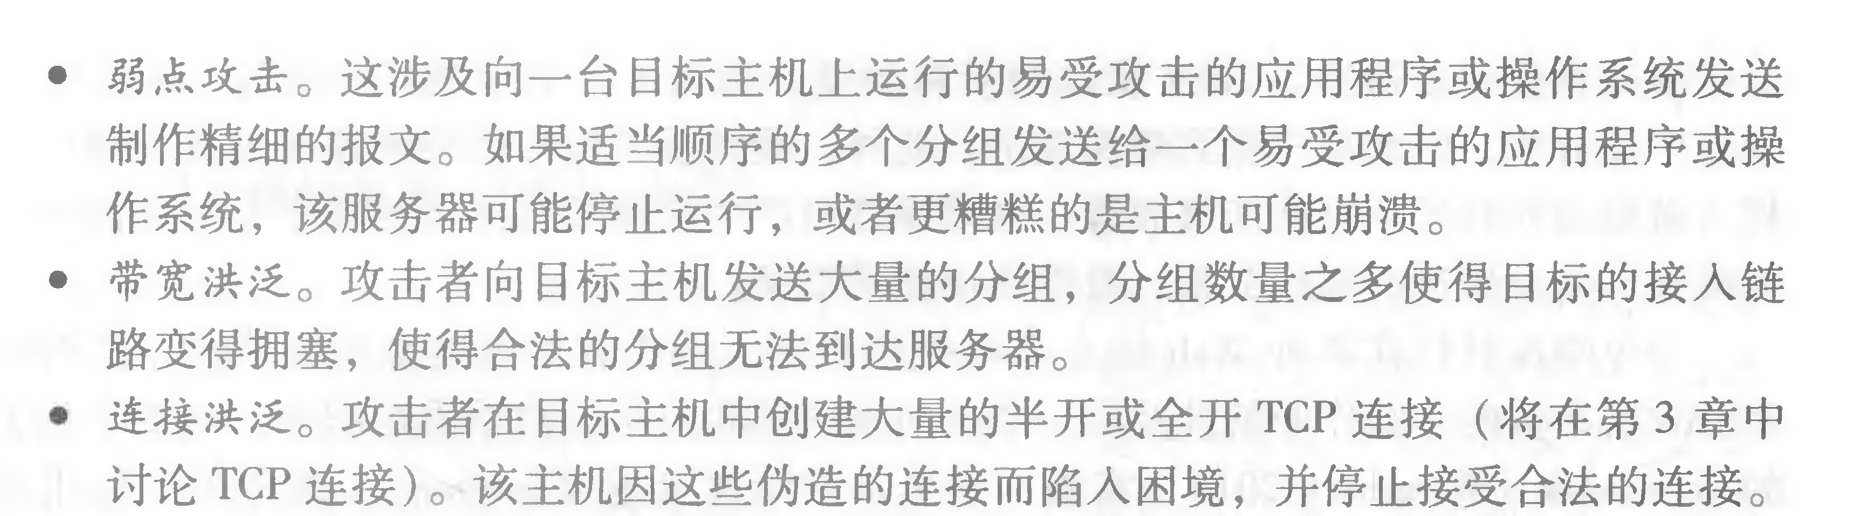 ● 弱点攻击。这涉及向一台目标主机上运行的易受攻击的应用程序或操作系统发送
制作精细的报文。如果适当顺序的多个分组发送给一个易受攻击的应用程序或操
作系统，该服务器可能停止运行，或者更糟糕的是主机可能崩溃。
● 带宽洪泛。攻击者向目标主机发送大量的分组，分组数量之多使得目标的接入链
路变得拥塞，使得合法的分组无法到达服务器。
● 连接洪泛。攻击者在目标主机中创建大量的半开或全开 TCP 连接（将在第 3 章中
讨论 TCP 连接）。该主机因这些伪造的连接而陷入困境，并停止接受合法的连接。